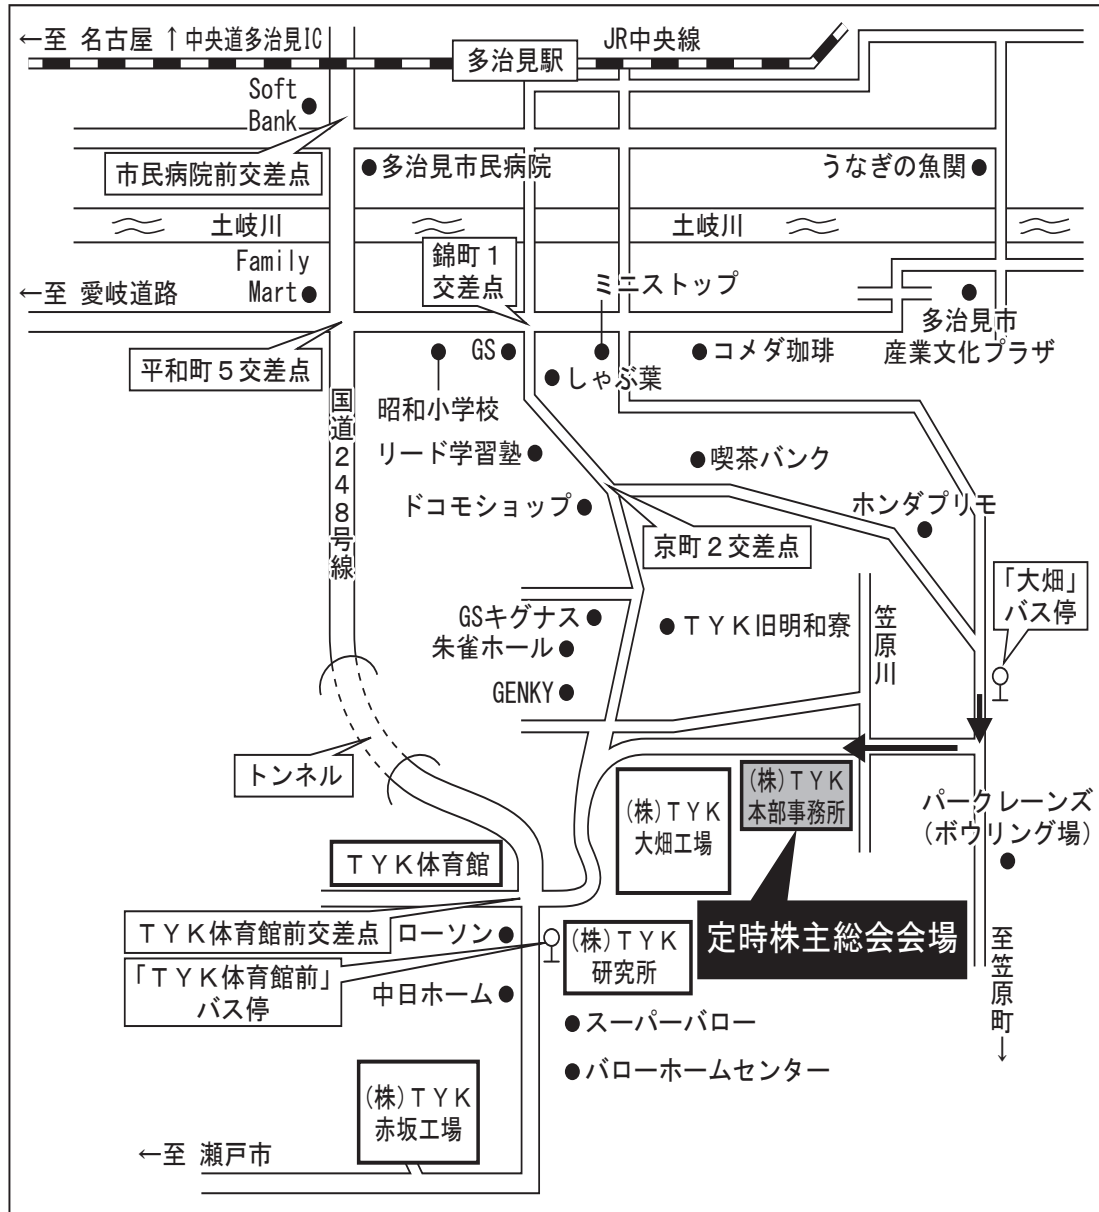 ←至 名古屋
↑中央道多治見IC
多治見駅
JR中央線
Soft
Bank
市民病院前交差点
多治見市民病院
うなぎの魚関
土岐川
土岐川
Family
Mart
錦町1
交差点
ミニストップ
←至 愛岐道路
多治見市
産業文化プラザ
平和町5交差点
GS
しゃぶ葉
コメダ珈琲
昭和小学校
国道248号線
リード学習塾
喫茶バンク
ドコモショップ
ホンダプリモ
京町2交差点
「大畑」
バス停
GSキグナス
TYK旧明和寮
笠原川
朱雀ホール
GENKY
トンネル
(株)TYK
大畑工場
(株)TYK
本部事務所
パークレーンズ
(ボウリング場)
TYK体育館
TYK体育館前交差点
ローソン
(株)TYK
研究所
定時株主総会会場
至笠原町→
「TYK体育館前」
バス停
中日ホーム
スーパーバロー
バローホームセンター
(株)TYK
赤坂工場
←至 瀬戸市